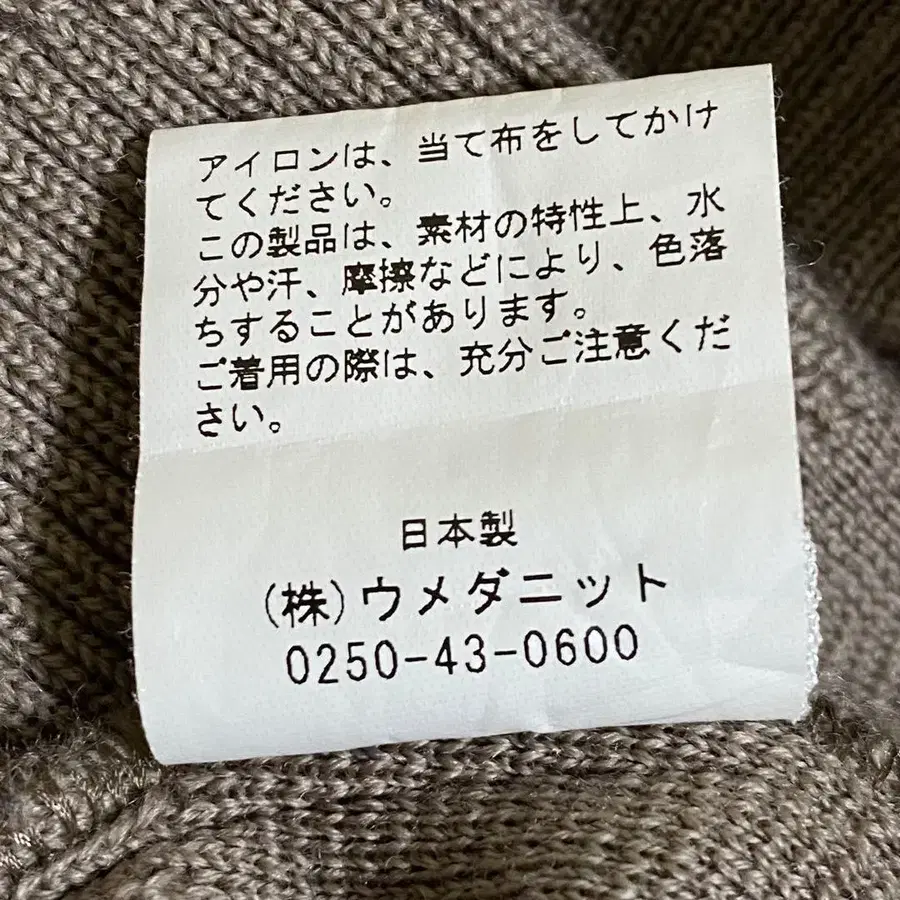 アイロンは、当て布をしてかけ
てください。
この製品は、素材の特性上、水
分や汗、摩擦などにより、色落
ちすることがあります。
ご着用の際は、充分ご注意くだ
さい。
日本製
(株)ウメダニット
0250-43-0600